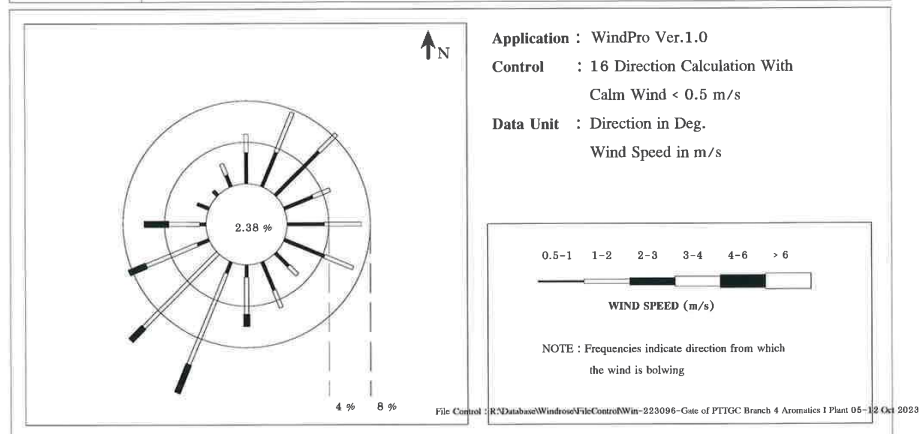 N
2.38 %
4 %
8 %
Application : WindPro Ver.1.0
Control : 16 Direction Calculation With
Calm Wind < 0.5 m/s
Data Unit : Direction in Deg.
Wind Speed in m/s
0.5-1 1-2 2-3 3-4 4-6 > 6
WIND SPEED (m/s)
NOTE : Frequencies indicate direction from which
the wind is bolwing
File Control : R:\Database\Windrose\FileControl\Win-223096-Gate of PTTGC Branch 4 Aromatics I Plant 05-12 Oct 2023